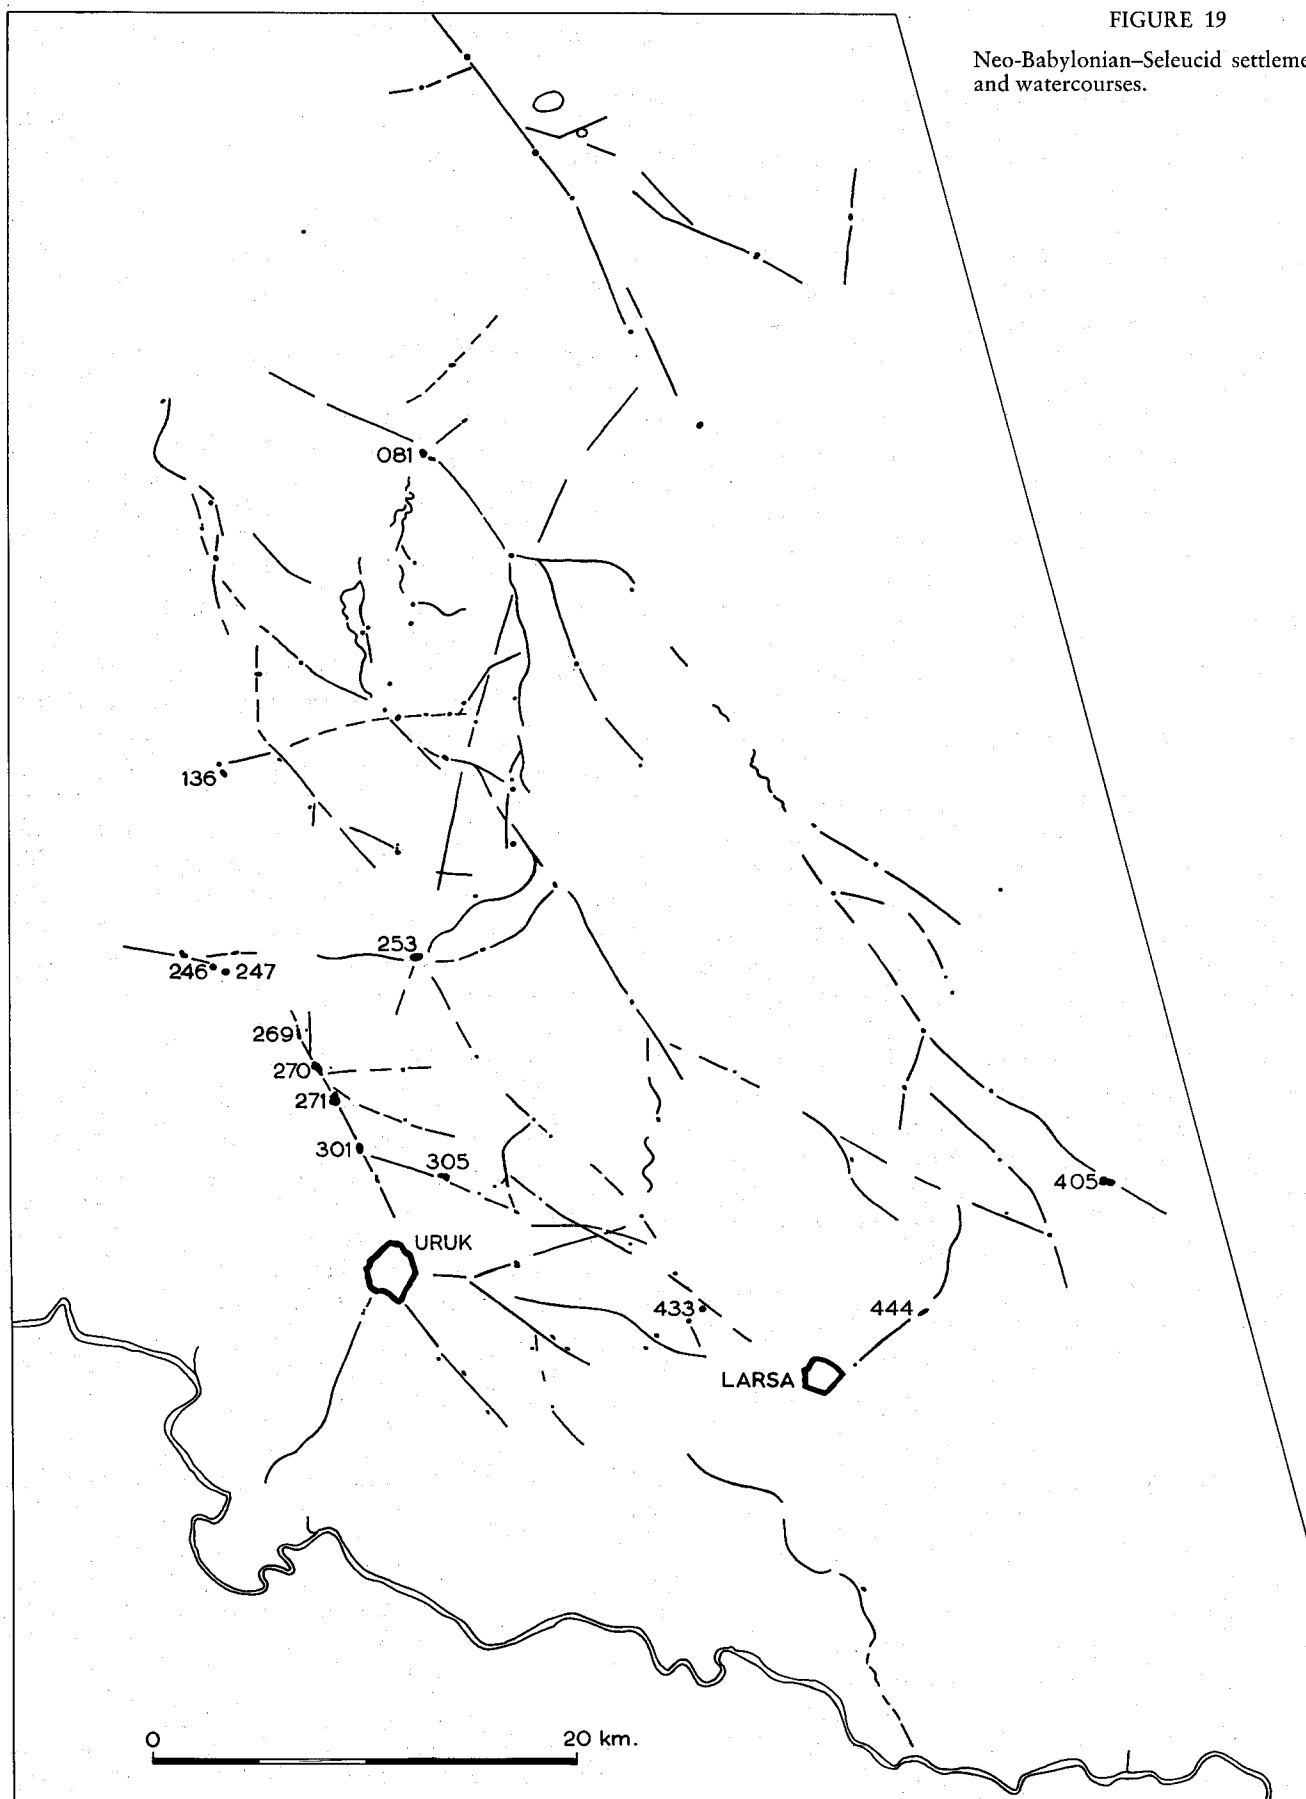 FIGURE 19
Neo-Babylonian–Seleucid settleme
and watercourses.
081
136
253
246 247
269
270
271
301
305
405
URUK
433
444
LARSA
0 20 km.